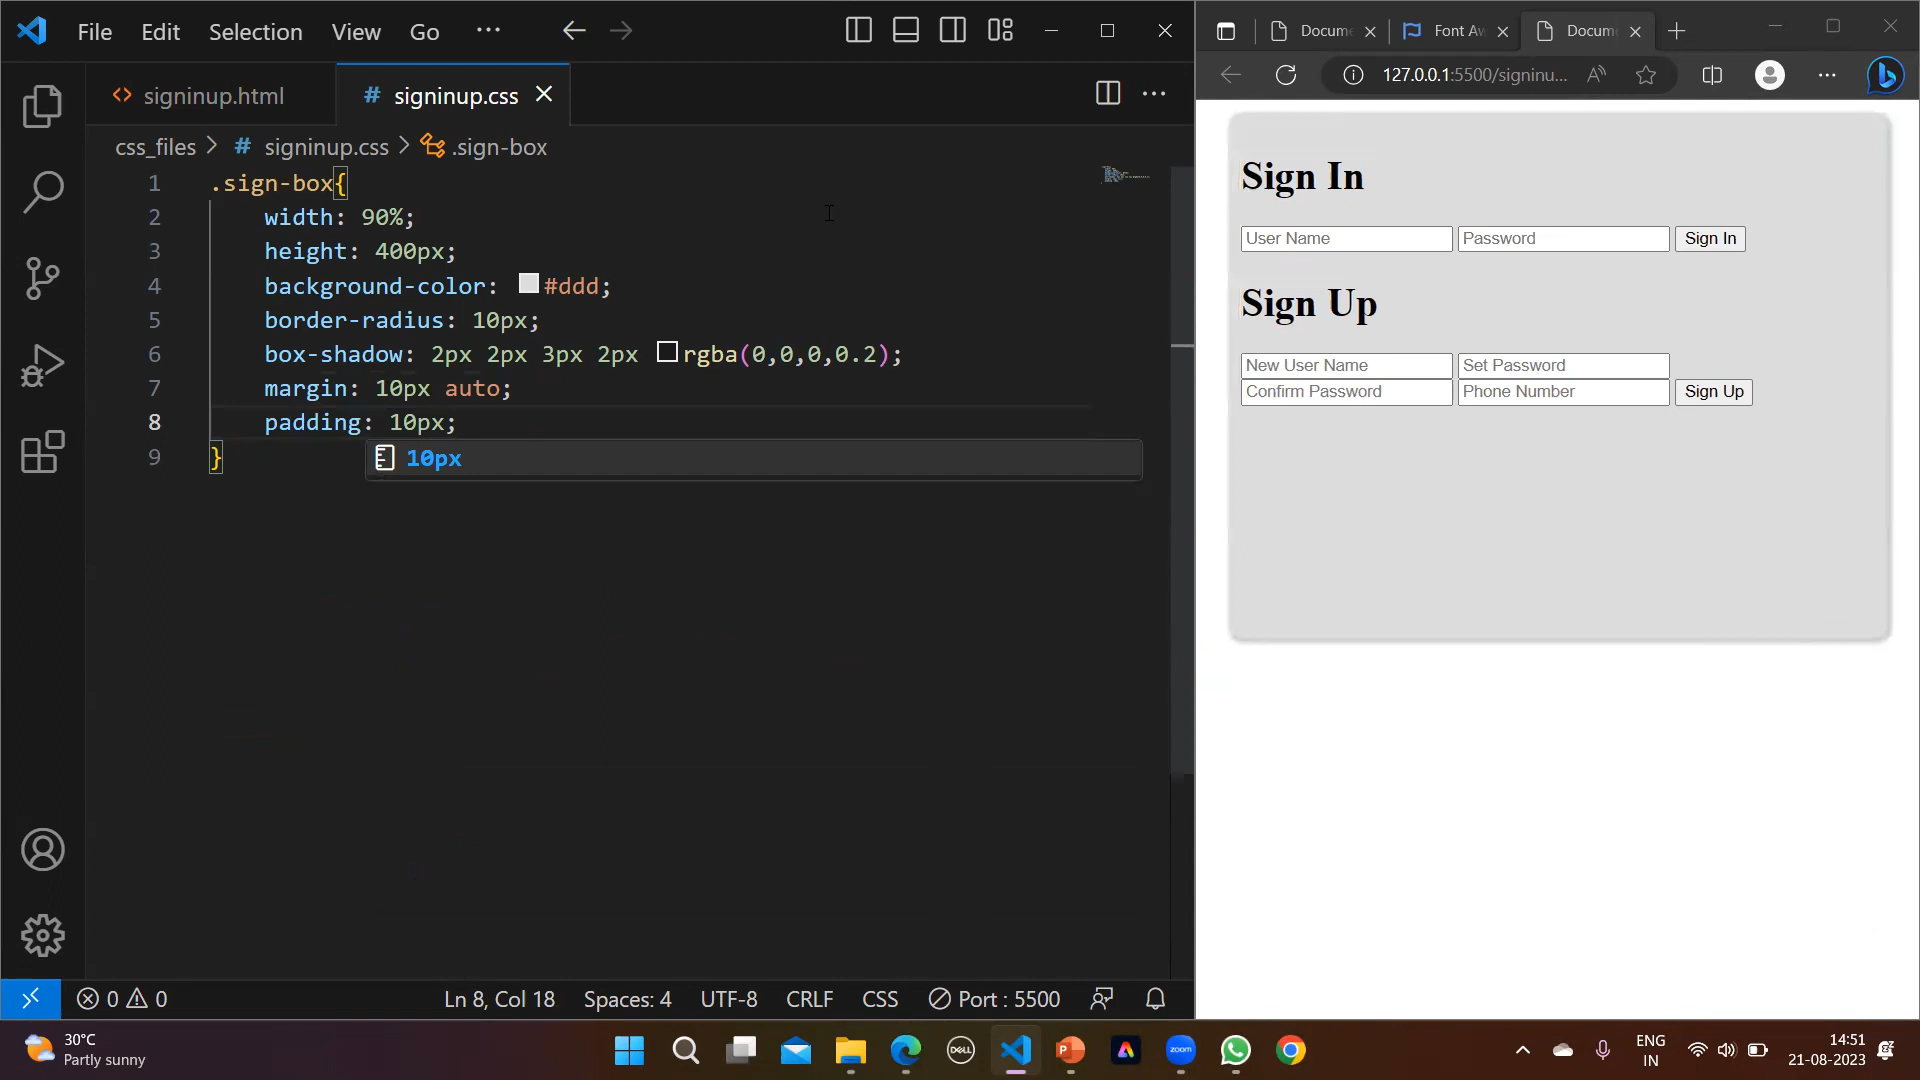 File Edit Selection View Go ···
signinup.html
# signinup.css
css_files > # signinup.css > .sign-box
1 .sign-box{
2 width: 90%;
3 height: 400px;
4 background-color: #ddd;
5 border-radius: 10px;
6 box-shadow: 2px 2px 3px 2px rgba(0,0,0,0.2);
7 margin: 10px auto;
8 padding: 10px;
10px
9 }
0 0 Ln 8, Col 18 Spaces: 4 UTF-8 CRLF CSS Port : 5500
Docume Font Aw Docum
127.0.0.1:5500/signinu...
Sign In
User Name Password Sign In
Sign Up
New User Name Set Password
Confirm Password Phone Number Sign Up
30°C
Partly sunny
DELL
zoom
ENG
IN
14:51
21-08-2023